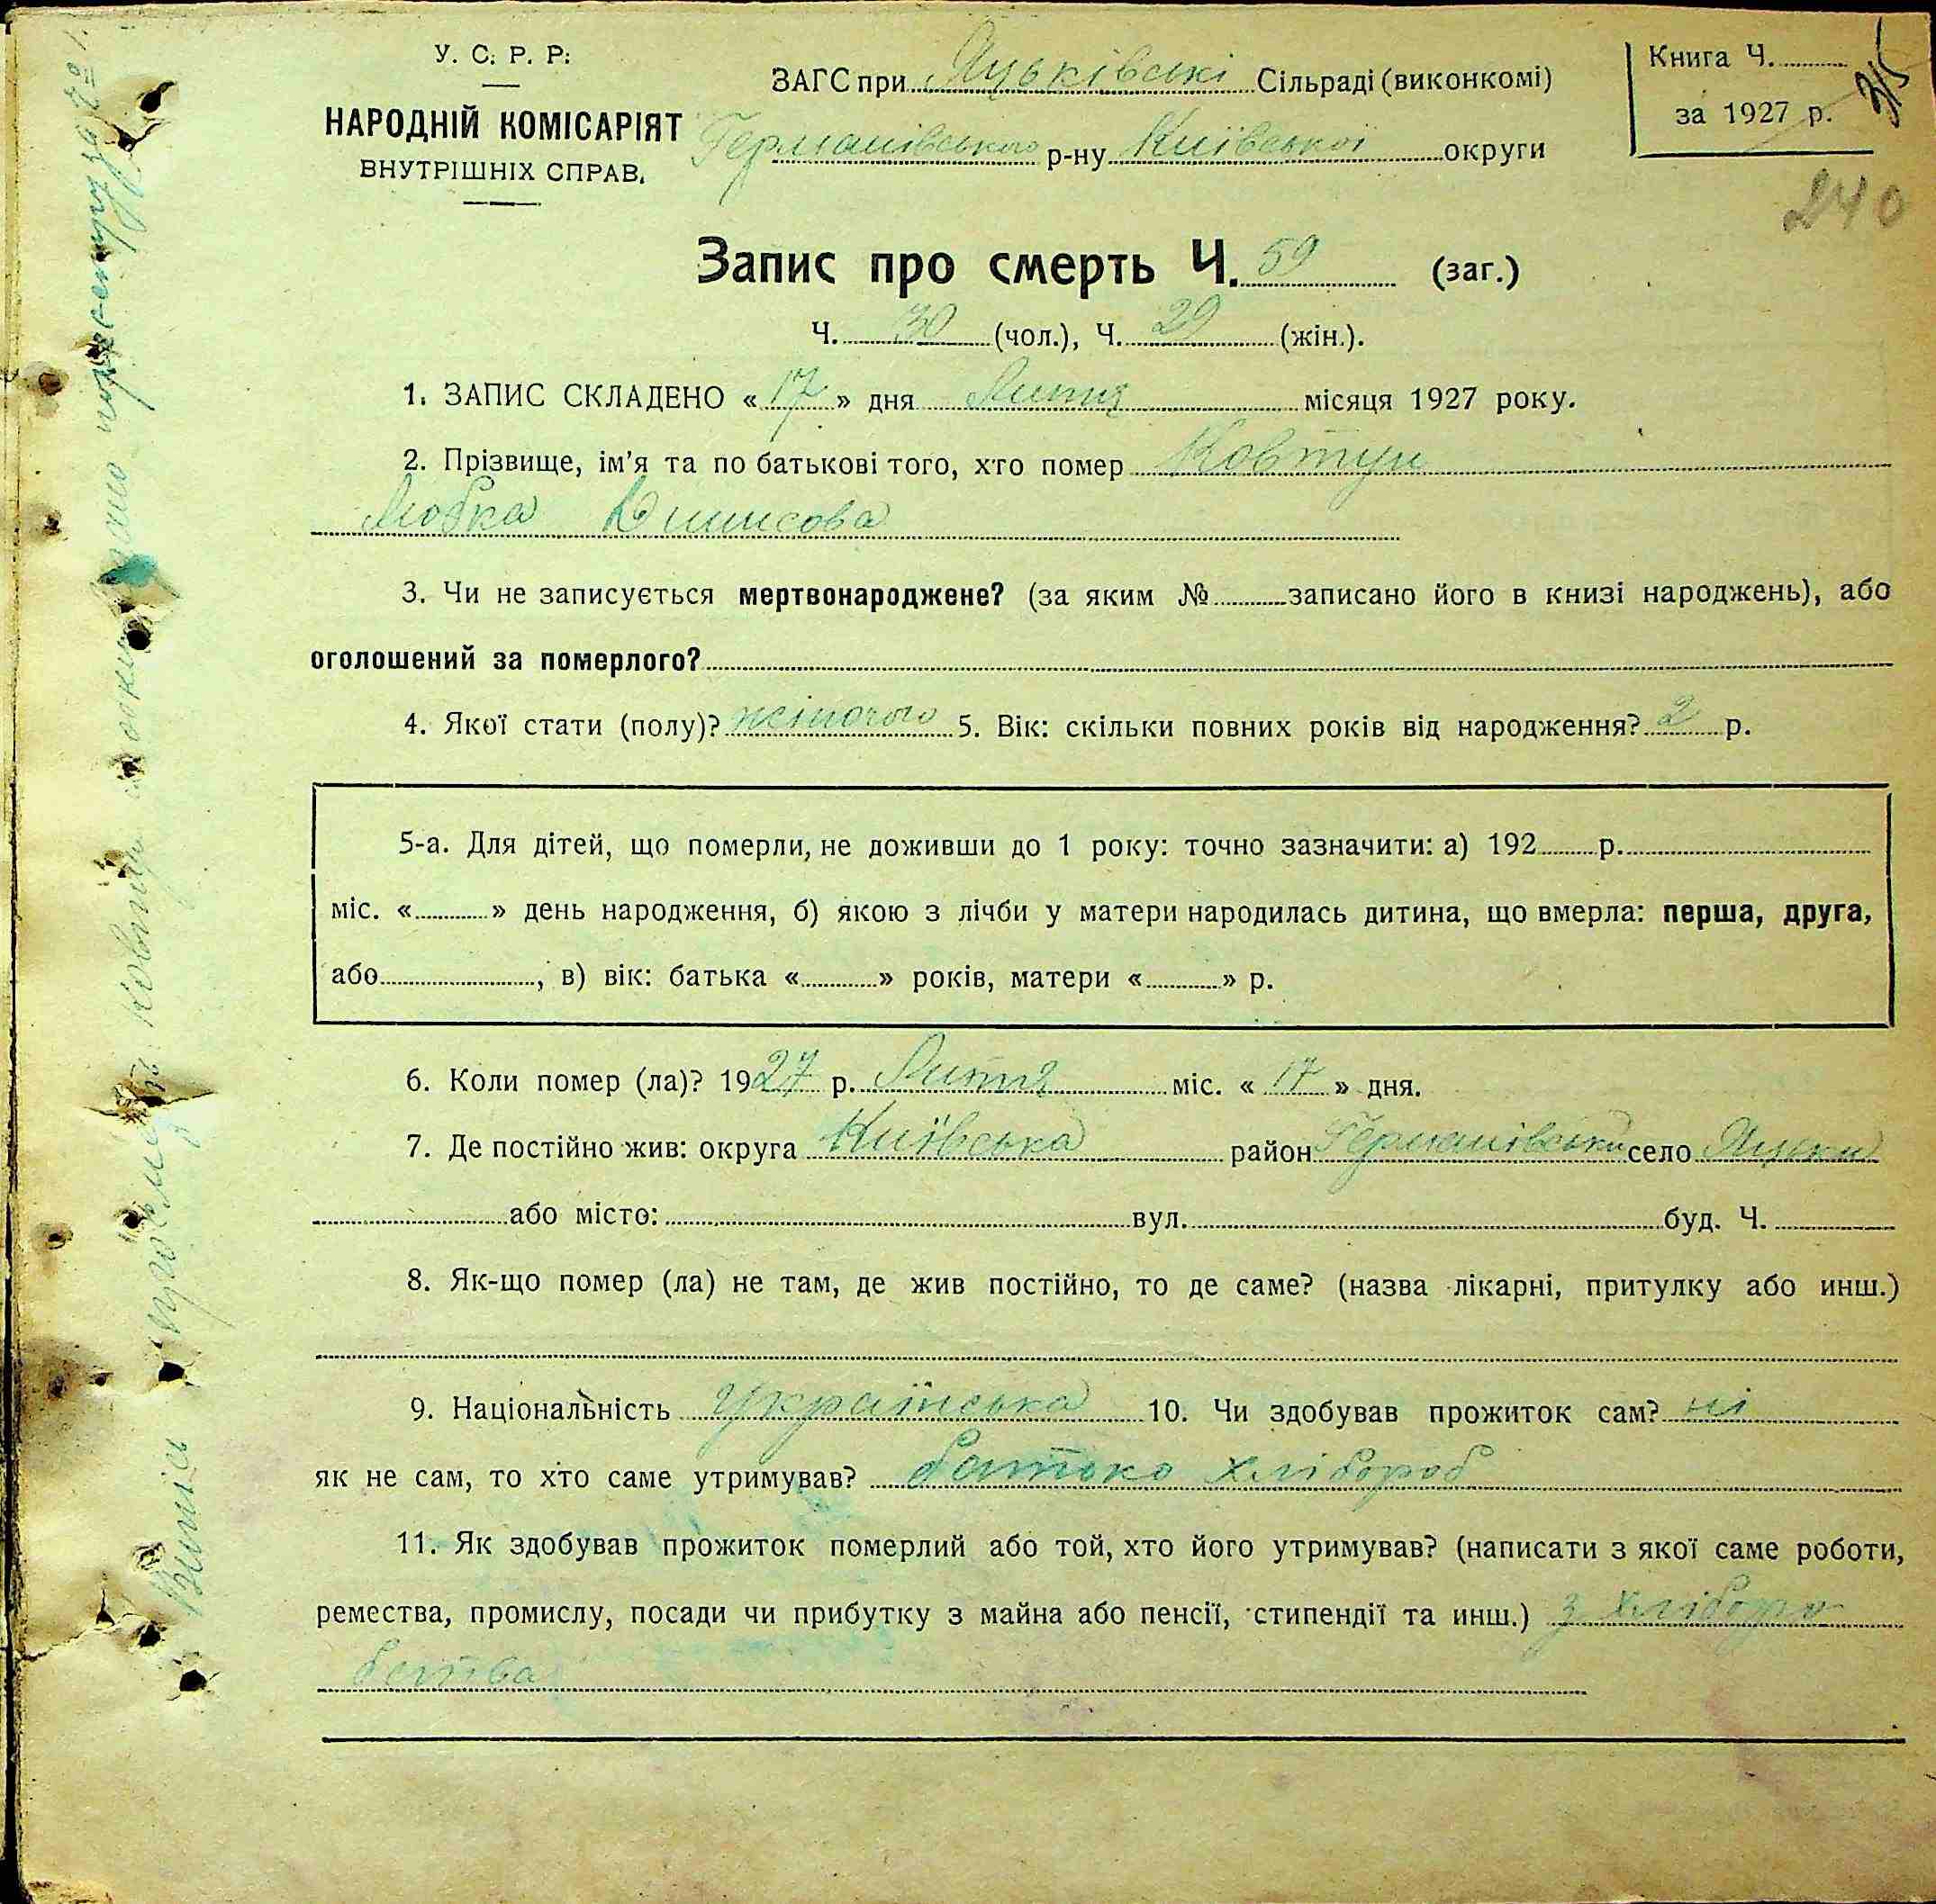 У. С. Р. Р.
НАРОДНІЙ КОМІСАРІЯТ
ВНУТРІШНІХ СПРАВ.
ЗАГС при Яцьківські Сільраді (виконкомі)
Германівського р-ну Київської округи
Книга Ч.
за 1927 р.
315
240
Запис про смерть Ч. 59 (заг.)
Ч. 30 (чол.), Ч. 29 (жін.).
1. ЗАПИС СКЛАДЕНО «17» дня Липня місяця 1927 року.
2. Прізвище, ім'я та по батькові того, хто помер Ковтун
Любка Динисова
3. Чи не записується мертвонароджене? (за яким № записано його в книзі народжень), або
оголошений за померлого?
4. Якої стати (полу)? жіночого 5. Вік: скільки повних років від народження? 2 р.
5-а. Для дітей, що померли, не доживши до 1 року: точно зазначити: а) 192 р.
міс. « » день народження, б) якою з лічби у матери народилась дитина, що вмерла: перша, друга,
або , в) вік: батька « » років, матери « » р.
6. Коли помер (ла)? 1927 р. Липня міс. « 17 » дня.
7. Де постійно жив: округа Київська район Германівськи село Яцьки
або місто: вул. буд. Ч.
8. Як-що помер (ла) не там, де жив постійно, то де саме? (назва лікарні, притулку або инш.)
9. Національність Українська 10. Чи здобував прожиток сам? ні
як не сам, то хто саме утримував? батько хлібороб
11. Як здобував прожиток померлий або той, хто його утримував? (написати з якої саме роботи,
ремества, промислу, посади чи прибутку з майна або пенсії, стипендії та инш.) з хлібора
бства
Випись про смерть Ковтун